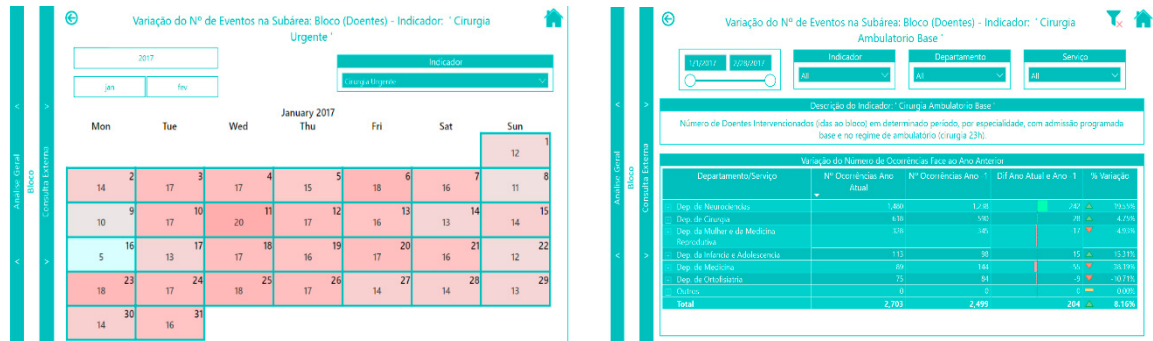 Variação do Nº de Eventos na Subárea: Bloco (Doentes) - Indicador: ' Cirurgia
Urgente '
2017
jan fev
Indicador
Cirurgia Urgente
Análise Geral
Bloco
Consulta Externa
January 2017
Mon Tue Wed Thu Fri Sat Sun
1
12
2 3 4 5 6 7 8
14 17 17 15 18 16 11
9 10 11 12 13 14 15
10 17 20 17 16 13 14
16 17 18 19 20 21 22
5 13 17 16 17 16 12
23 24 25 26 27 28 29
18 17 18 17 14 14 13
30 31
14 16
Variação do Nº de Eventos na Subárea: Bloco (Doentes) - Indicador: ' Cirurgia
Ambulatorio Base '
1/1/2017 2/28/2017
Indicador Departamento Serviço
All All All
Análise Geral
Bloco
Consulta Externa
Descrição do Indicador: ' Cirurgia Ambulatorio Base '
Número de Doentes Intervencionados (idas ao bloco) em determinado período, por especialidade, com admissão programada
base e no regime de ambulatório (cirurgia 23h).
Variação do Número de Ocorrências Face ao Ano Anterior
Departamento/Serviço Nº Ocorrências Ano Nº Ocorrências Ano -1 Dif Ano Atual e Ano -1 % Variação
Atual
Dep. de Neurociencias 1,480 1,238 242 19.55%
Dep. de Cirurgia 618 590 28 4.75%
Dep. da Mulher e da Medicina 328 345
Reprodutiva
Dep. da Infancia e Adolescencia 113 98 15 15.31%
Dep. de Medicina 89 144
Dep. de Ortofisiatria 75 84 -9 -10.71%
Outros 0 0 0 0.00%
Total 2,703 2,499 204 8.16%